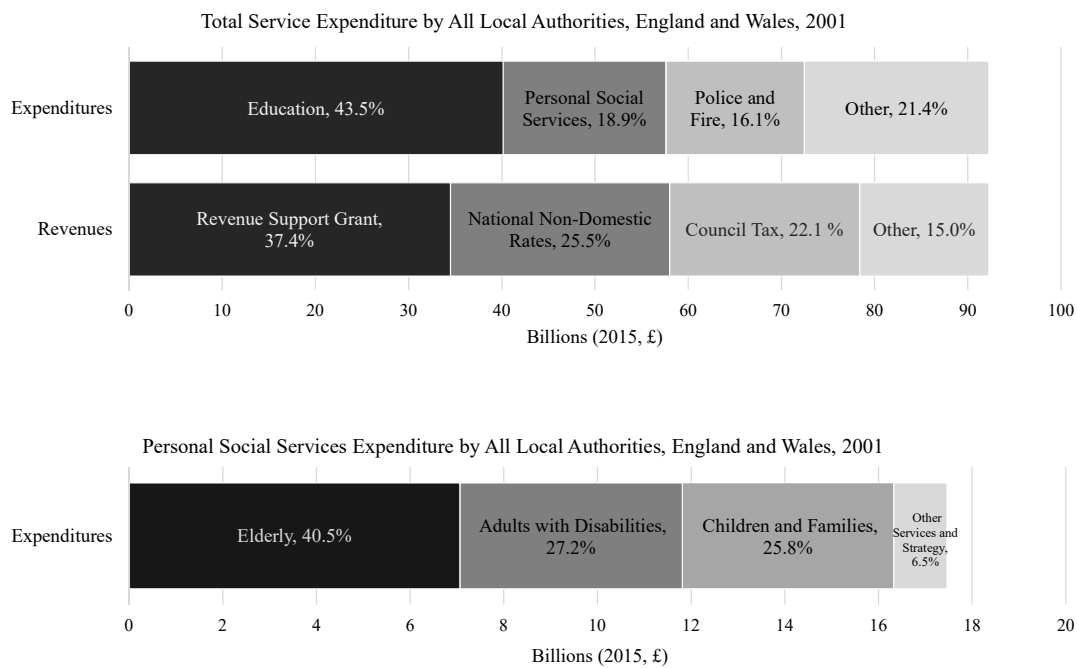 Total Service Expenditure by All Local Authorities, England and Wales, 2001
Expenditures
Education, 43.5%
Personal Social
Services, 18.9%
Police and
Fire, 16.1%
Other, 21.4%
Revenues
Revenue Support Grant,
37.4%
National Non-Domestic
Rates, 25.5%
Council Tax, 22.1 %
Other, 15.0%
0 10 20 30 40 50 60 70 80 90 100
Billions (2015, £)
Personal Social Services Expenditure by All Local Authorities, England and Wales, 2001
Expenditures
Elderly, 40.5%
Adults with Disabilities,
27.2%
Children and Families,
25.8%
Other
Services and
Strategy,
6.5%
0 2 4 6 8 10 12 14 16 18 20
Billions (2015, £)